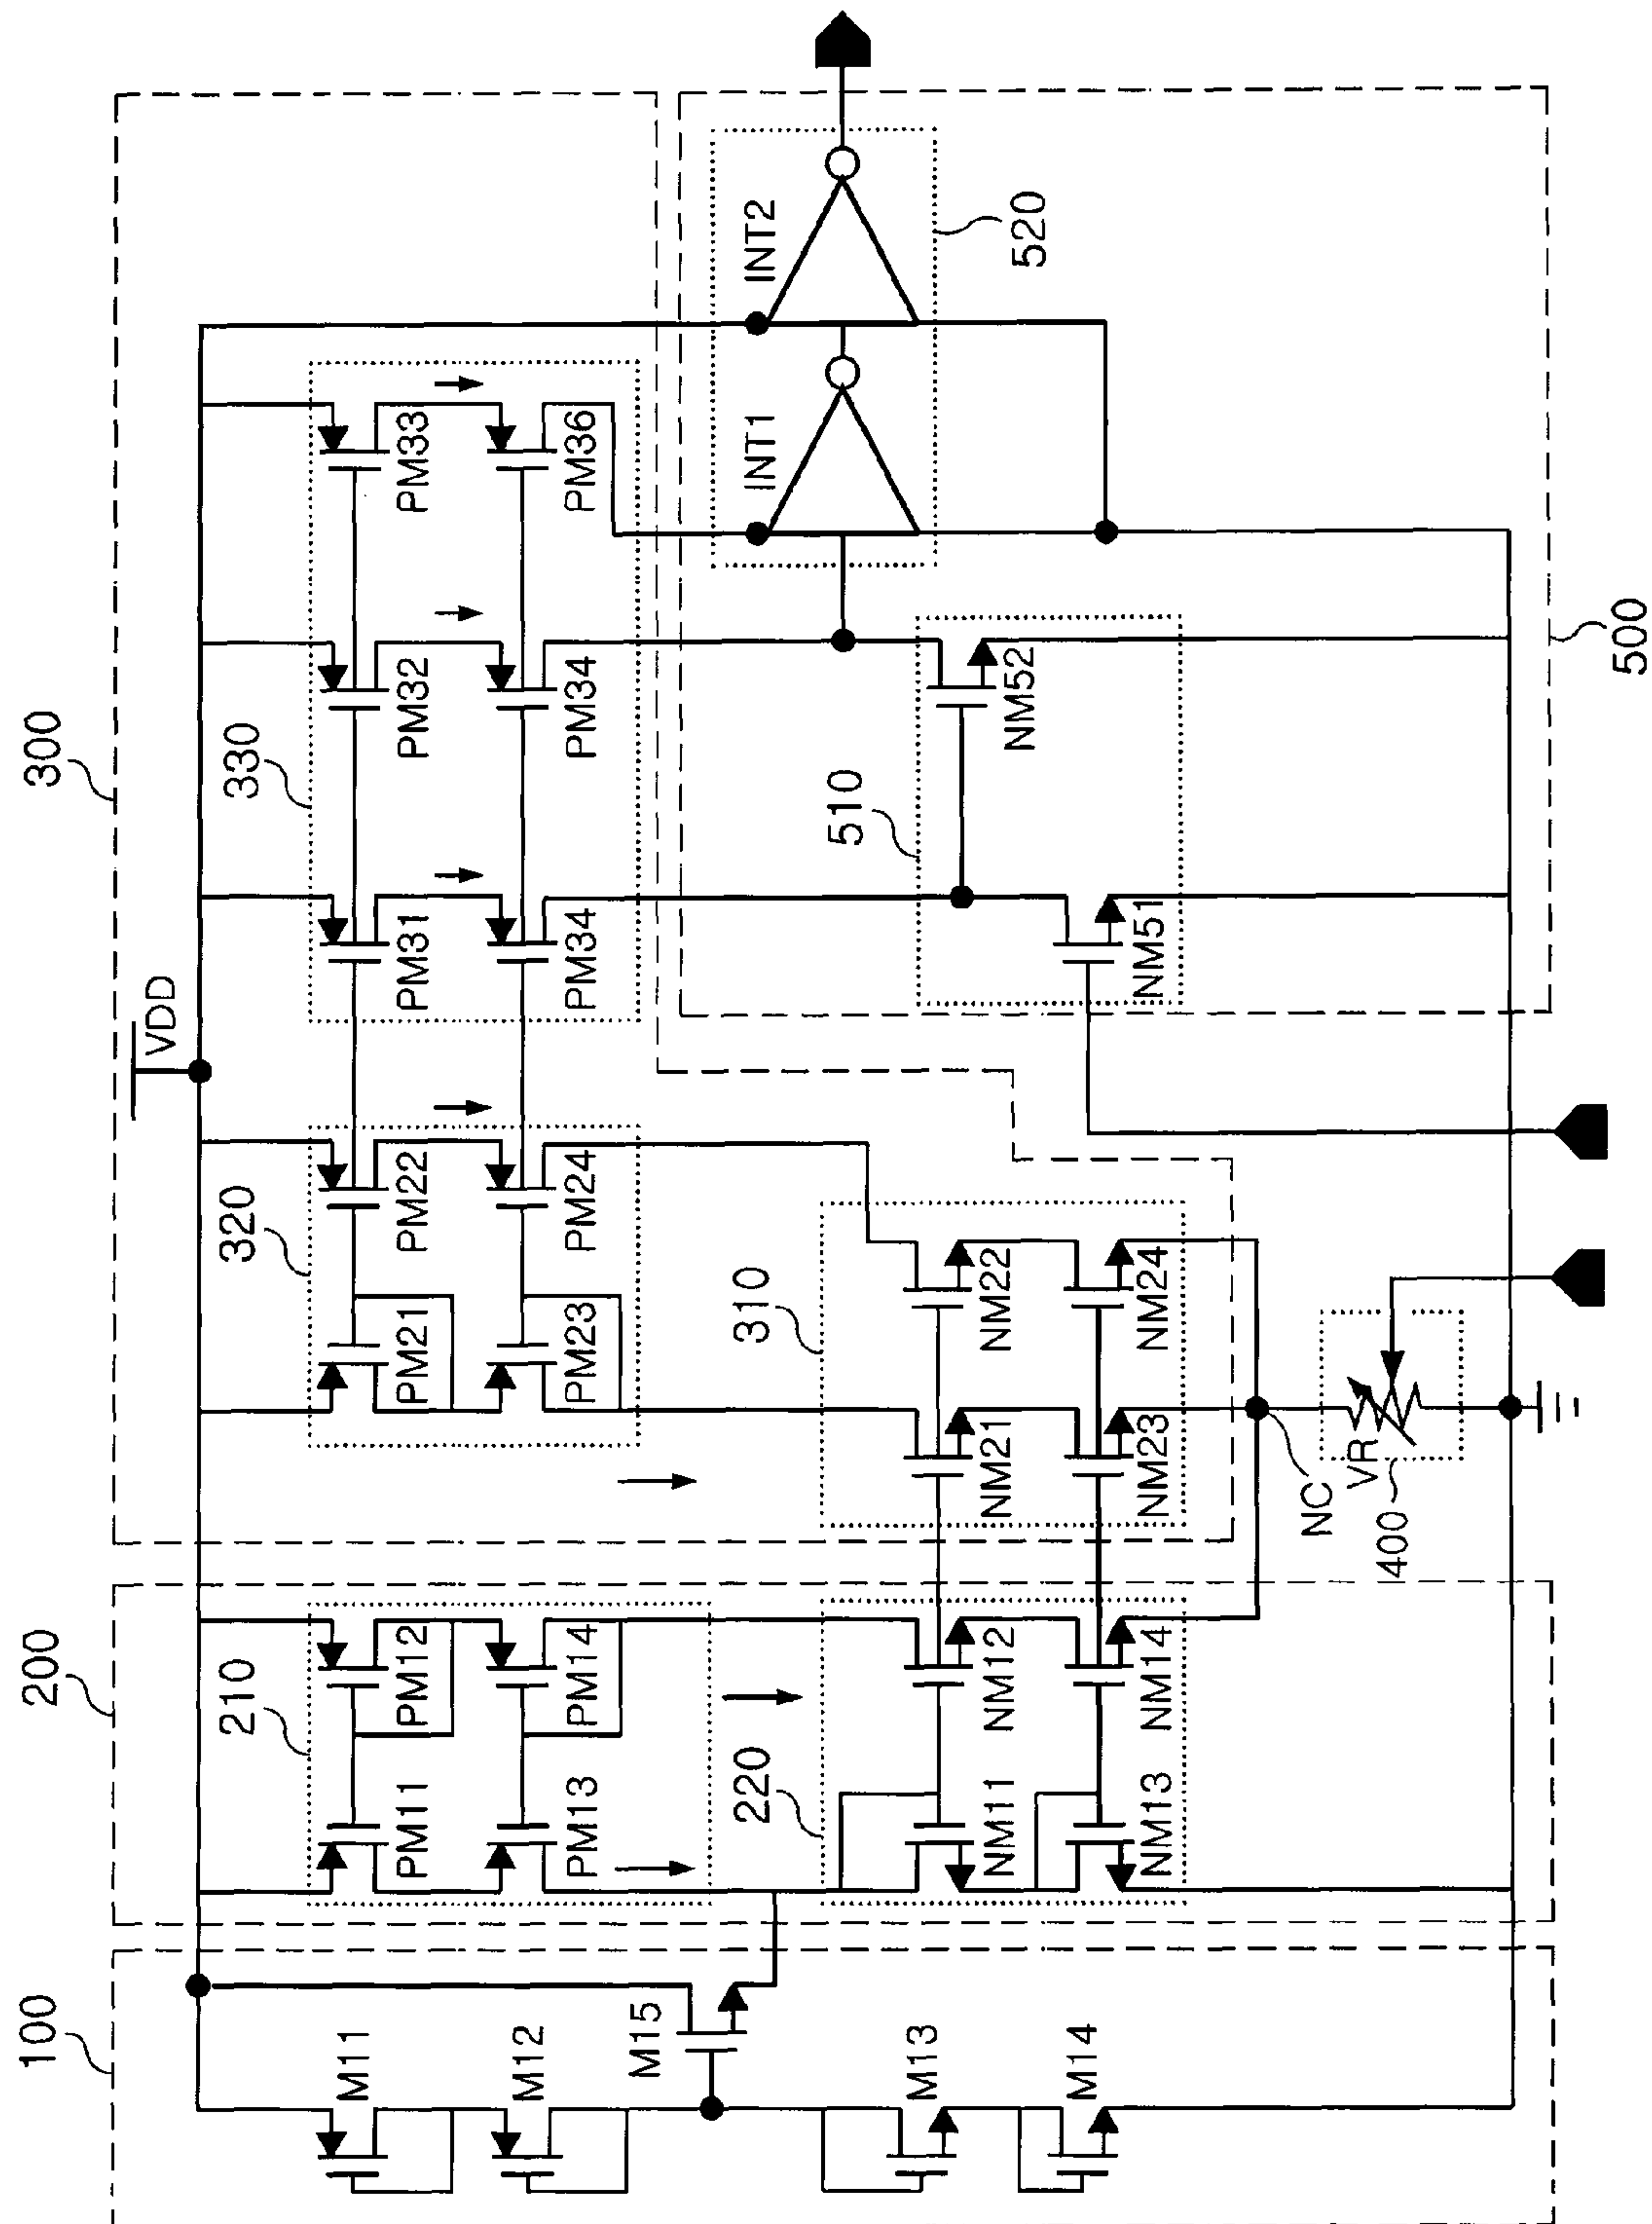 300
200
100
VDD
330
320
210
PM33
PM32
PM31
PM22
PM21
PM12
PM11
M11
PM36
PM34
PM34
PM24
PM23
PM14
PM13
M12
M15
INT2
INT1
520
510
310
220
NM52
NM22
NM21
NM12
NM11
M13
NM51
NM24
NM23
NM14
NM13
M14
NC
VR
400
500